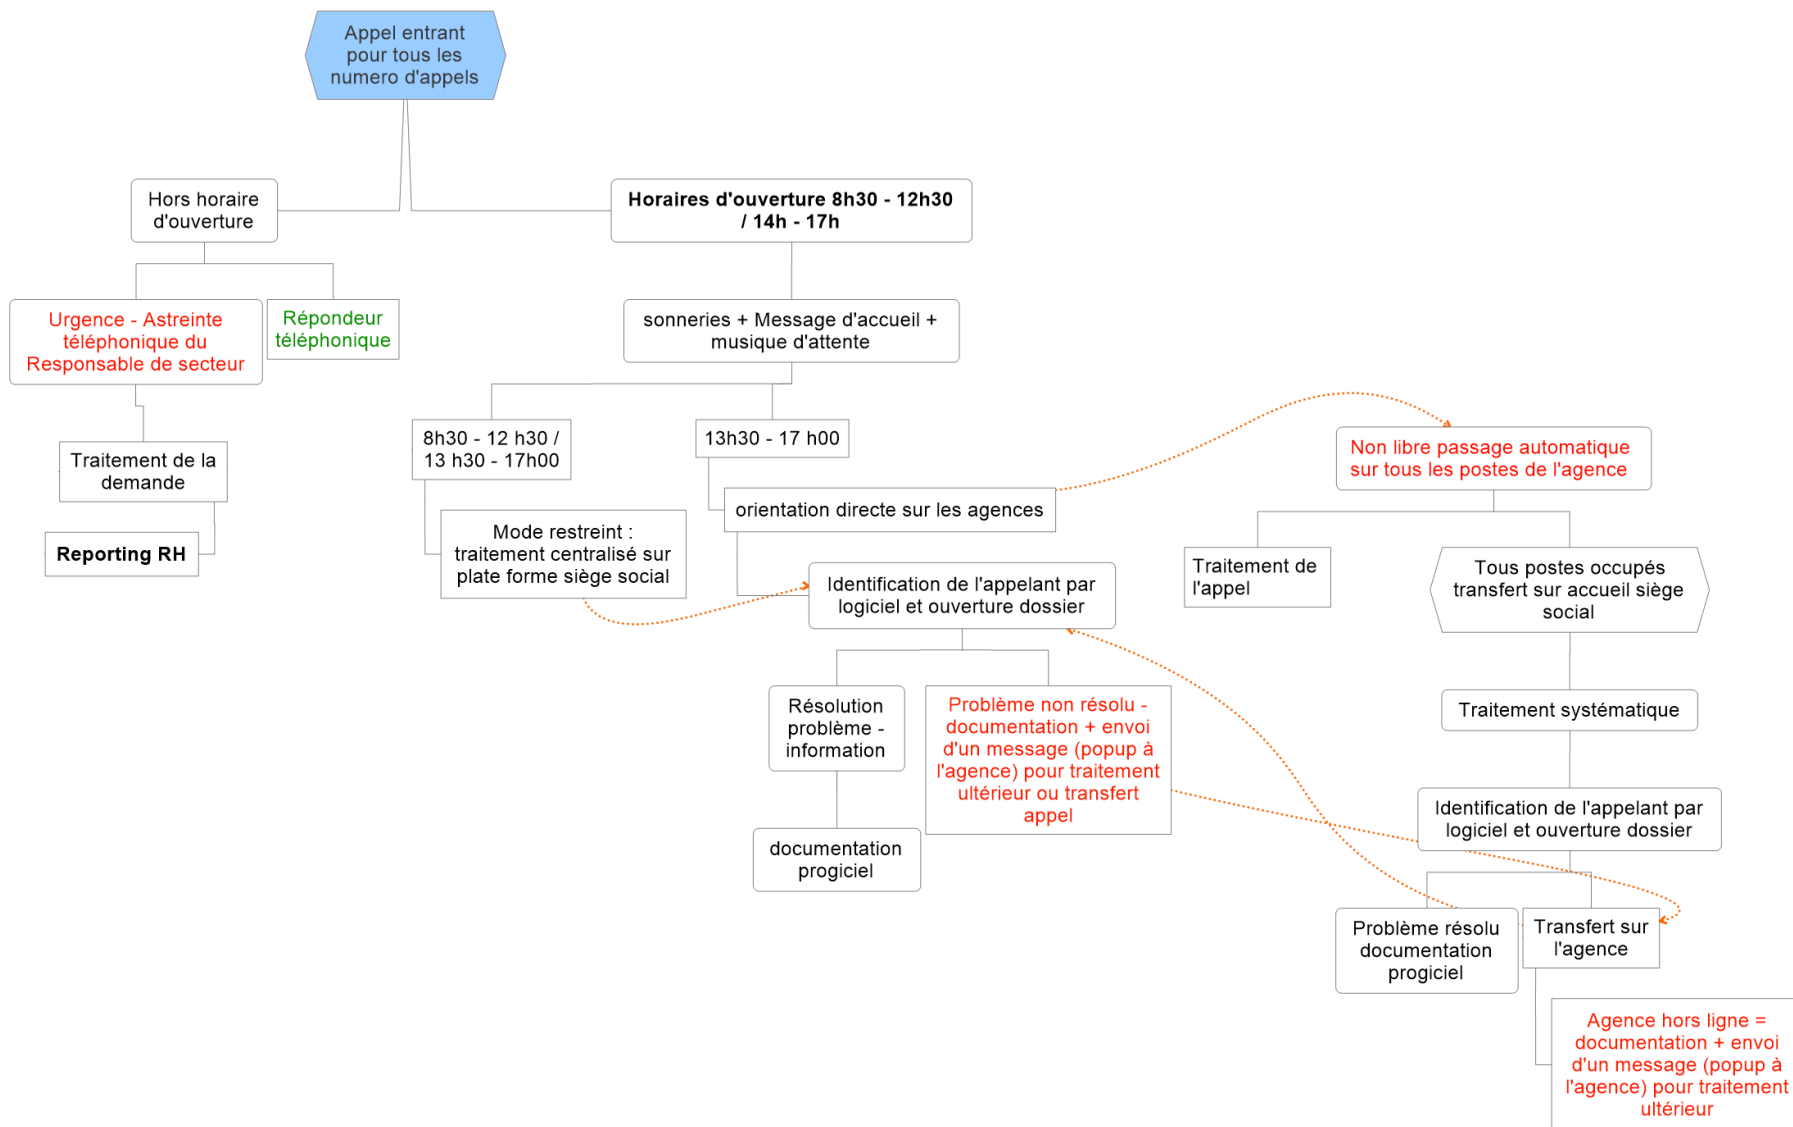 Appel entrant
pour tous les
numero d'appels
Hors horaire
d'ouverture
Horaires d'ouverture 8h30 - 12h30
/ 14h - 17h
Urgence - Astreinte
téléphonique du
Responsable de secteur
Répondeur
téléphonique
sonneries + Message d'accueil +
musique d'attente
Traitement de la
demande
Reporting RH
8h30 - 12 h30 /
13 h30 - 17h00
13h30 - 17 h00
Mode restreint :
traitement centralisé sur
plate forme siège social
orientation directe sur les agences
Identification de l'appelant par
logiciel et ouverture dossier
Résolution
problème -
information
documentation
progiciel
Problème non résolu -
documentation + envoi
d'un message (popup à
l'agence) pour traitement
ultérieur ou transfert
appel
Non libre passage automatique
sur tous les postes de l'agence
Traitement de
l'appel
Tous postes occupés
transfert sur accueil siège
social
Traitement systématique
Identification de l'appelant par
logiciel et ouverture dossier
Problème résolu
documentation
progiciel
Transfert sur
l'agence
Agence hors ligne =
documentation + envoi
d'un message (popup à
l'agence) pour traitement
ultérieur